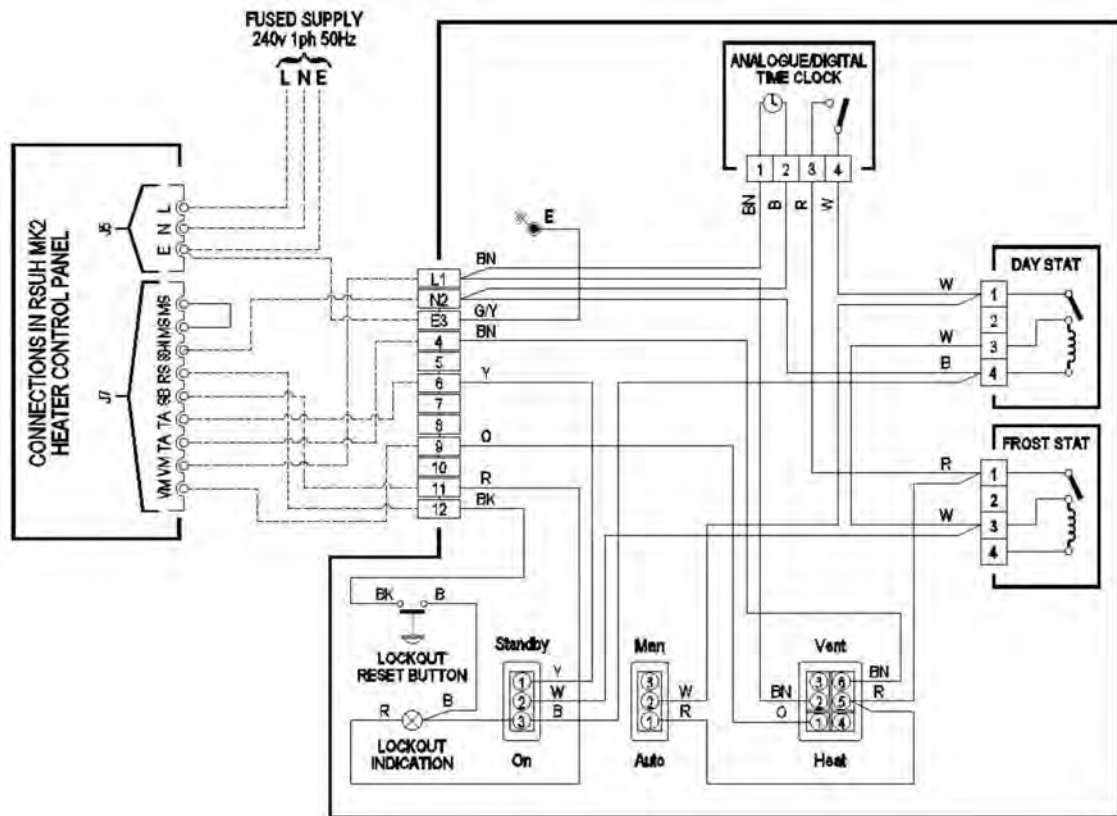 FUSED SUPPLY
240v 1ph 50Hz
L N E
CONNECTIONS IN RSUH MK2
HEATER CONTROL PANEL
J6
L
N
E
J7
MS
MS
SHI
RS
SB
TA
TA
VM
VM
L1
N2
E3
4
5
6
7
8
9
10
11
12
BN
G/Y
BN
Y
O
R
BK
E
ANALOGUE/DIGITAL
TIME CLOCK
1 2 3 4
BN B R W
DAY STAT
W 1
2
W 3
B 4
FROST STAT
R 1
2
W 3
4
BK B
LOCKOUT
RESET BUTTON
R B
LOCKOUT
INDICATION
Standby
1 Y
2 W
3 B
On
Man
3
2 W
1 R
Auto
Vent
3 6 BN
BN 2 5 R
O 1 4
Heat